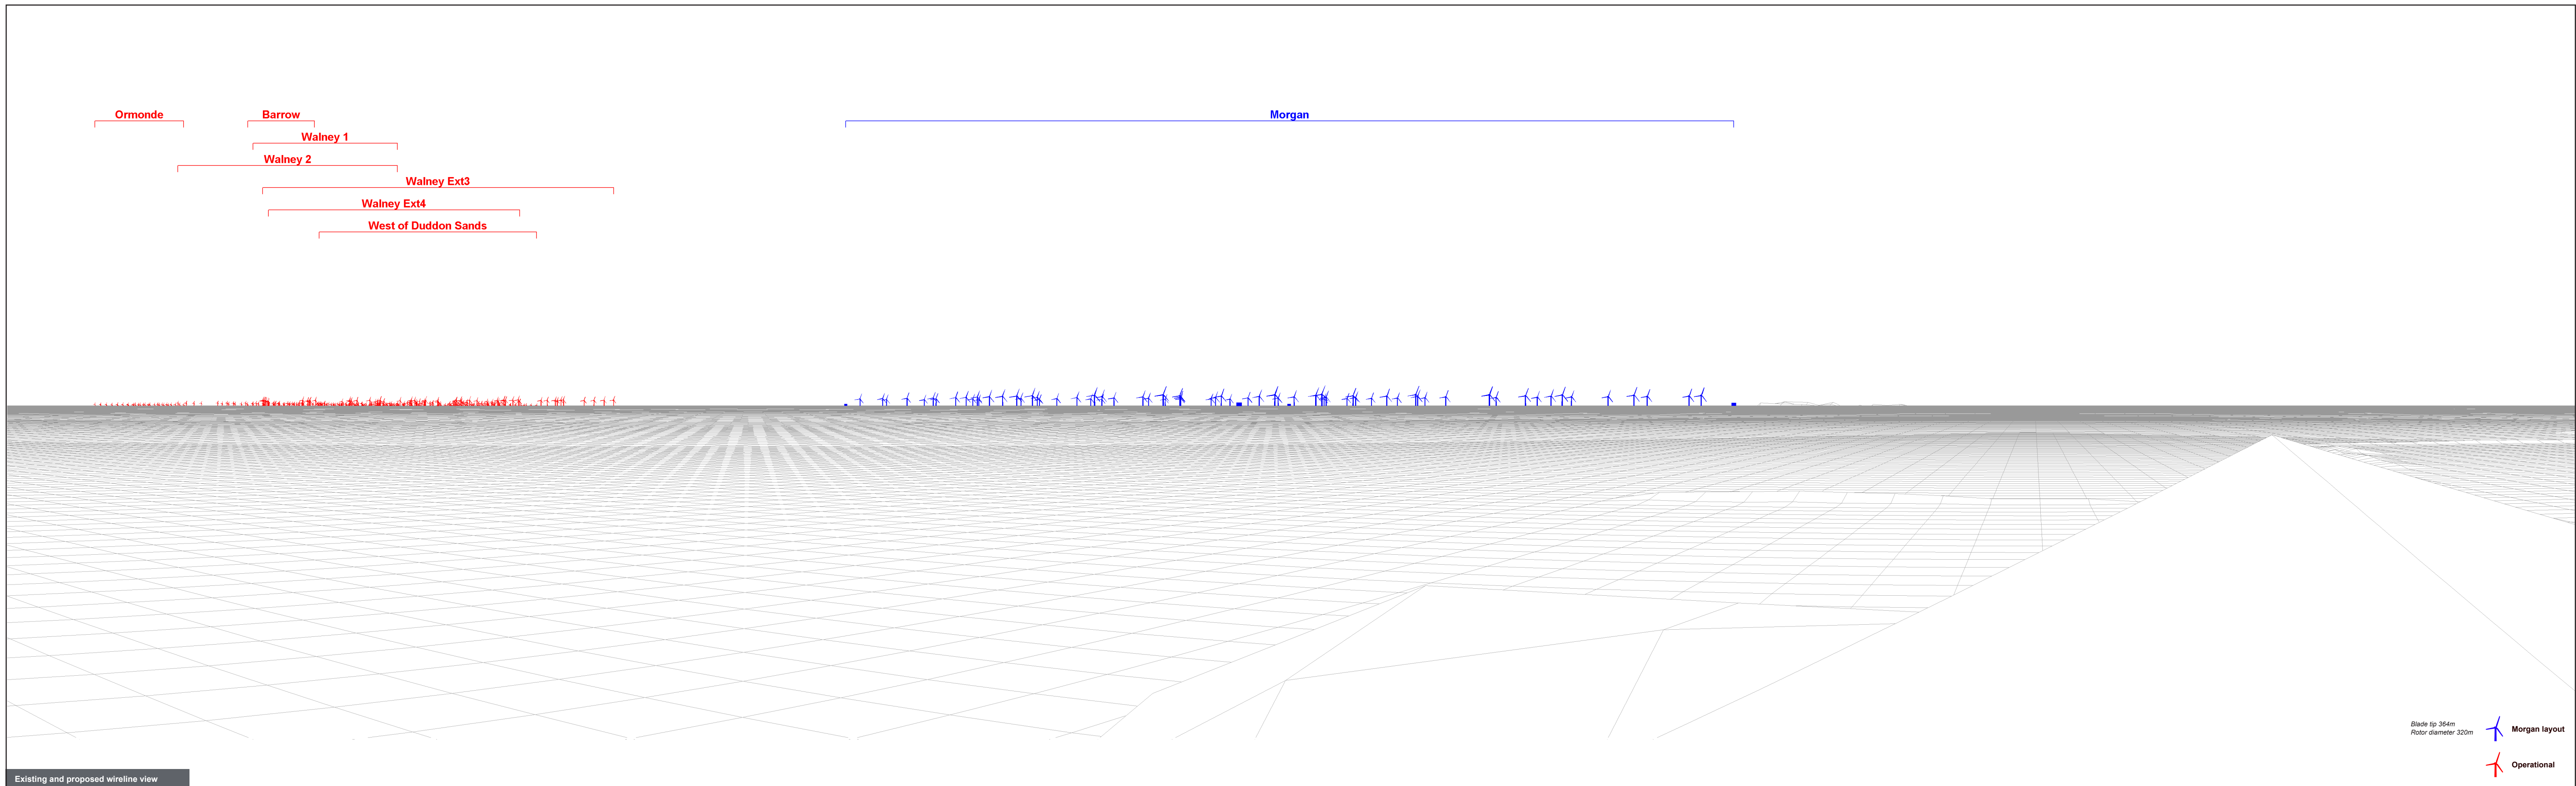 Ormonde
Barrow
Morgan
Walney 1
Walney 2
Walney Ext3
Walney Ext4
West of Duddon Sands
Blade tip 364m
Rotor diameter 320m
Morgan layout
Operational
Existing and proposed wireline view